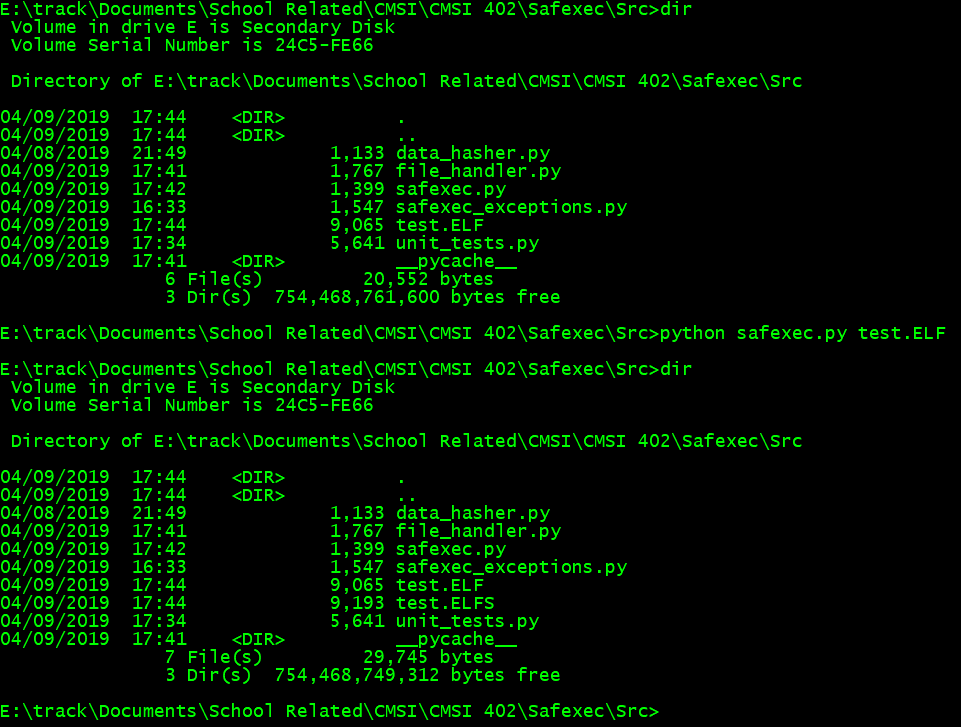 E:\track\Documents\School Related\CMSI\CMSI 402\Safexec\Src>dir
 Volume in drive E is Secondary Disk
 Volume Serial Number is 24C5-FE66

 Directory of E:\track\Documents\School Related\CMSI\CMSI 402\Safexec\Src

04/09/2019  17:44    <DIR>          .
04/09/2019  17:44    <DIR>          ..
04/08/2019  21:49             1,133 data_hasher.py
04/09/2019  17:41             1,767 file_handler.py
04/09/2019  17:42             1,399 safexec.py
04/09/2019  16:33             1,547 safexec_exceptions.py
04/09/2019  17:44             9,065 test.ELF
04/09/2019  17:34             5,641 unit_tests.py
04/09/2019  17:41    <DIR>          __pycache__
               6 File(s)         20,552 bytes
               3 Dir(s)  754,468,761,600 bytes free

E:\track\Documents\School Related\CMSI\CMSI 402\Safexec\Src>python safexec.py test.ELF

E:\track\Documents\School Related\CMSI\CMSI 402\Safexec\Src>dir
 Volume in drive E is Secondary Disk
 Volume Serial Number is 24C5-FE66

 Directory of E:\track\Documents\School Related\CMSI\CMSI 402\Safexec\Src

04/09/2019  17:44    <DIR>          .
04/09/2019  17:44    <DIR>          ..
04/08/2019  21:49             1,133 data_hasher.py
04/09/2019  17:41             1,767 file_handler.py
04/09/2019  17:42             1,399 safexec.py
04/09/2019  16:33             1,547 safexec_exceptions.py
04/09/2019  17:44             9,065 test.ELF
04/09/2019  17:44             9,193 test.ELFS
04/09/2019  17:34             5,641 unit_tests.py
04/09/2019  17:41    <DIR>          __pycache__
               7 File(s)         29,745 bytes
               3 Dir(s)  754,468,749,312 bytes free

E:\track\Documents\School Related\CMSI\CMSI 402\Safexec\Src>